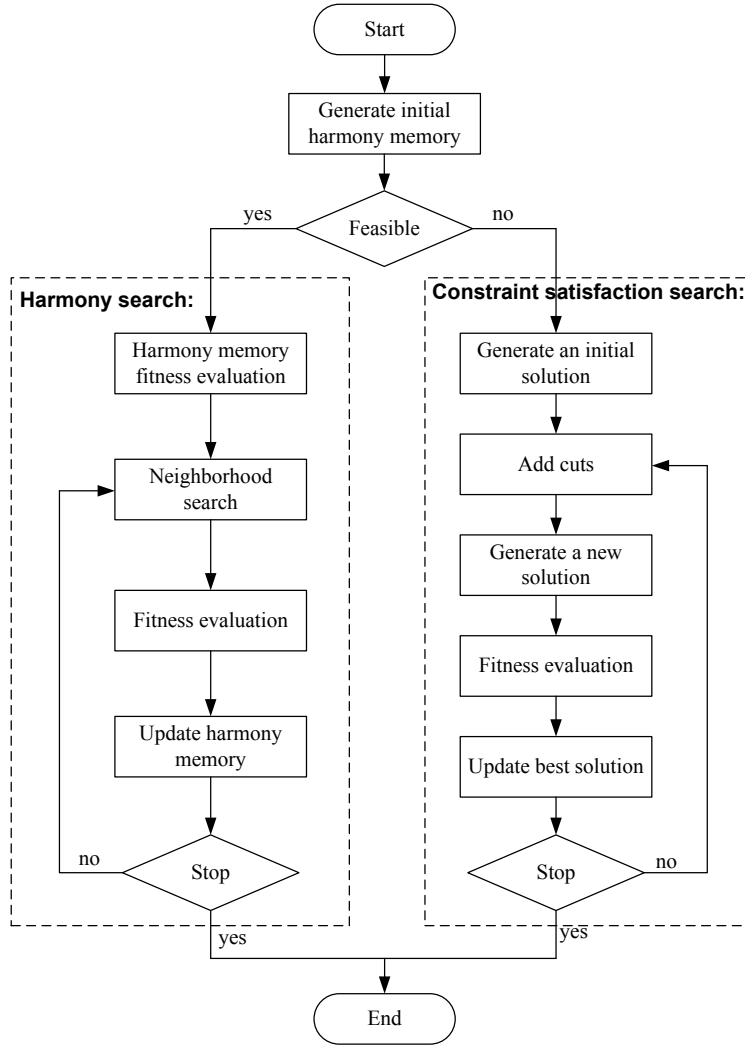 Start
Generate initial
harmony memory
yes
no
Feasible
Harmony search:
Harmony memory
fitness evaluation
Neighborhood
search
Fitness evaluation
Update harmony
memory
no
Stop
yes
Constraint satisfaction search:
Generate an initial
solution
Add cuts
Generate a new
solution
Fitness evaluation
Update best solution
Stop
no
yes
End